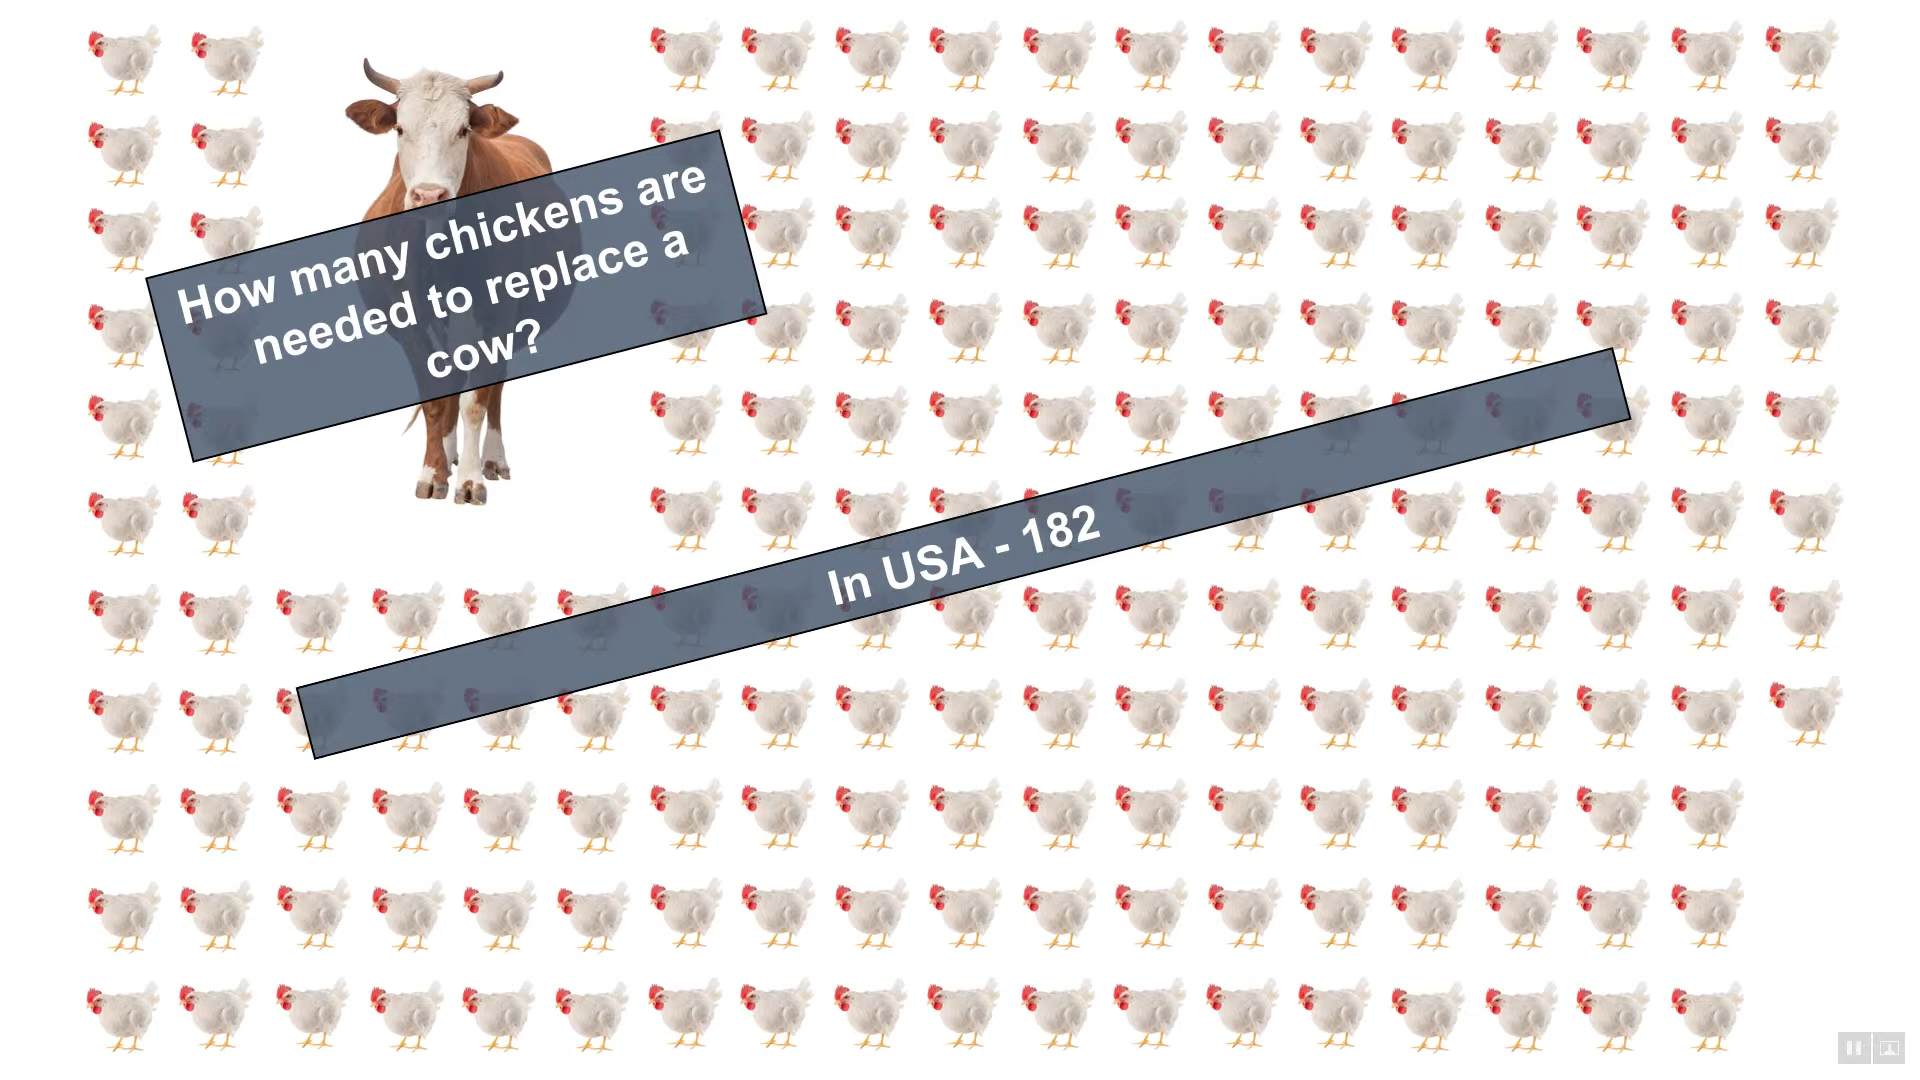 How many chickens are
needed to replace a
cow?
In USA - 182